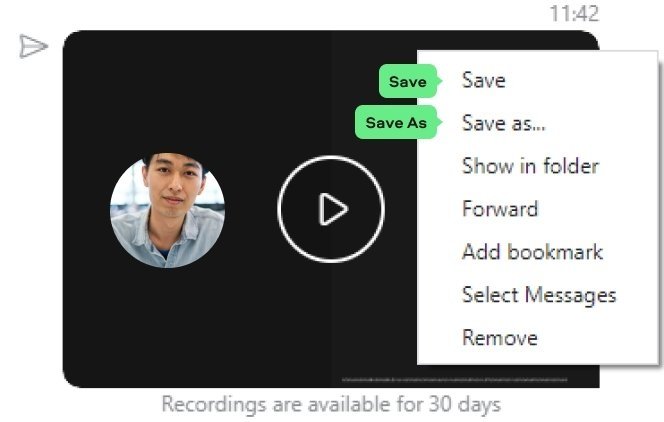 11:42
Save
Save
Save As
Save as...
Show in folder
Forward
Add bookmark
Select Messages
Remove
Recordings are available for 30 days